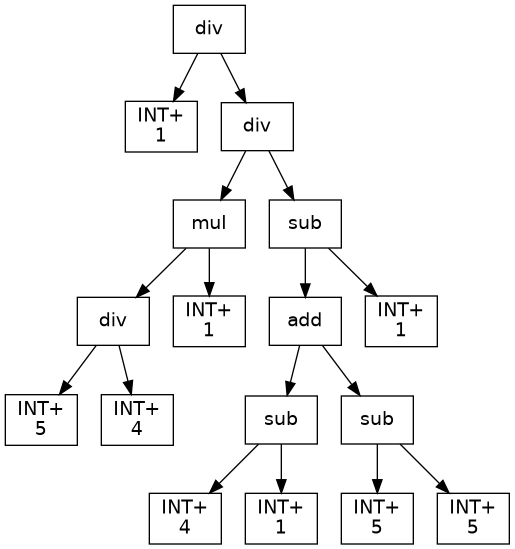 div
INT+
1
div
mul
sub
div
INT+
1
add
INT+
1
INT+
5
INT+
4
sub
sub
INT+
4
INT+
1
INT+
5
INT+
5